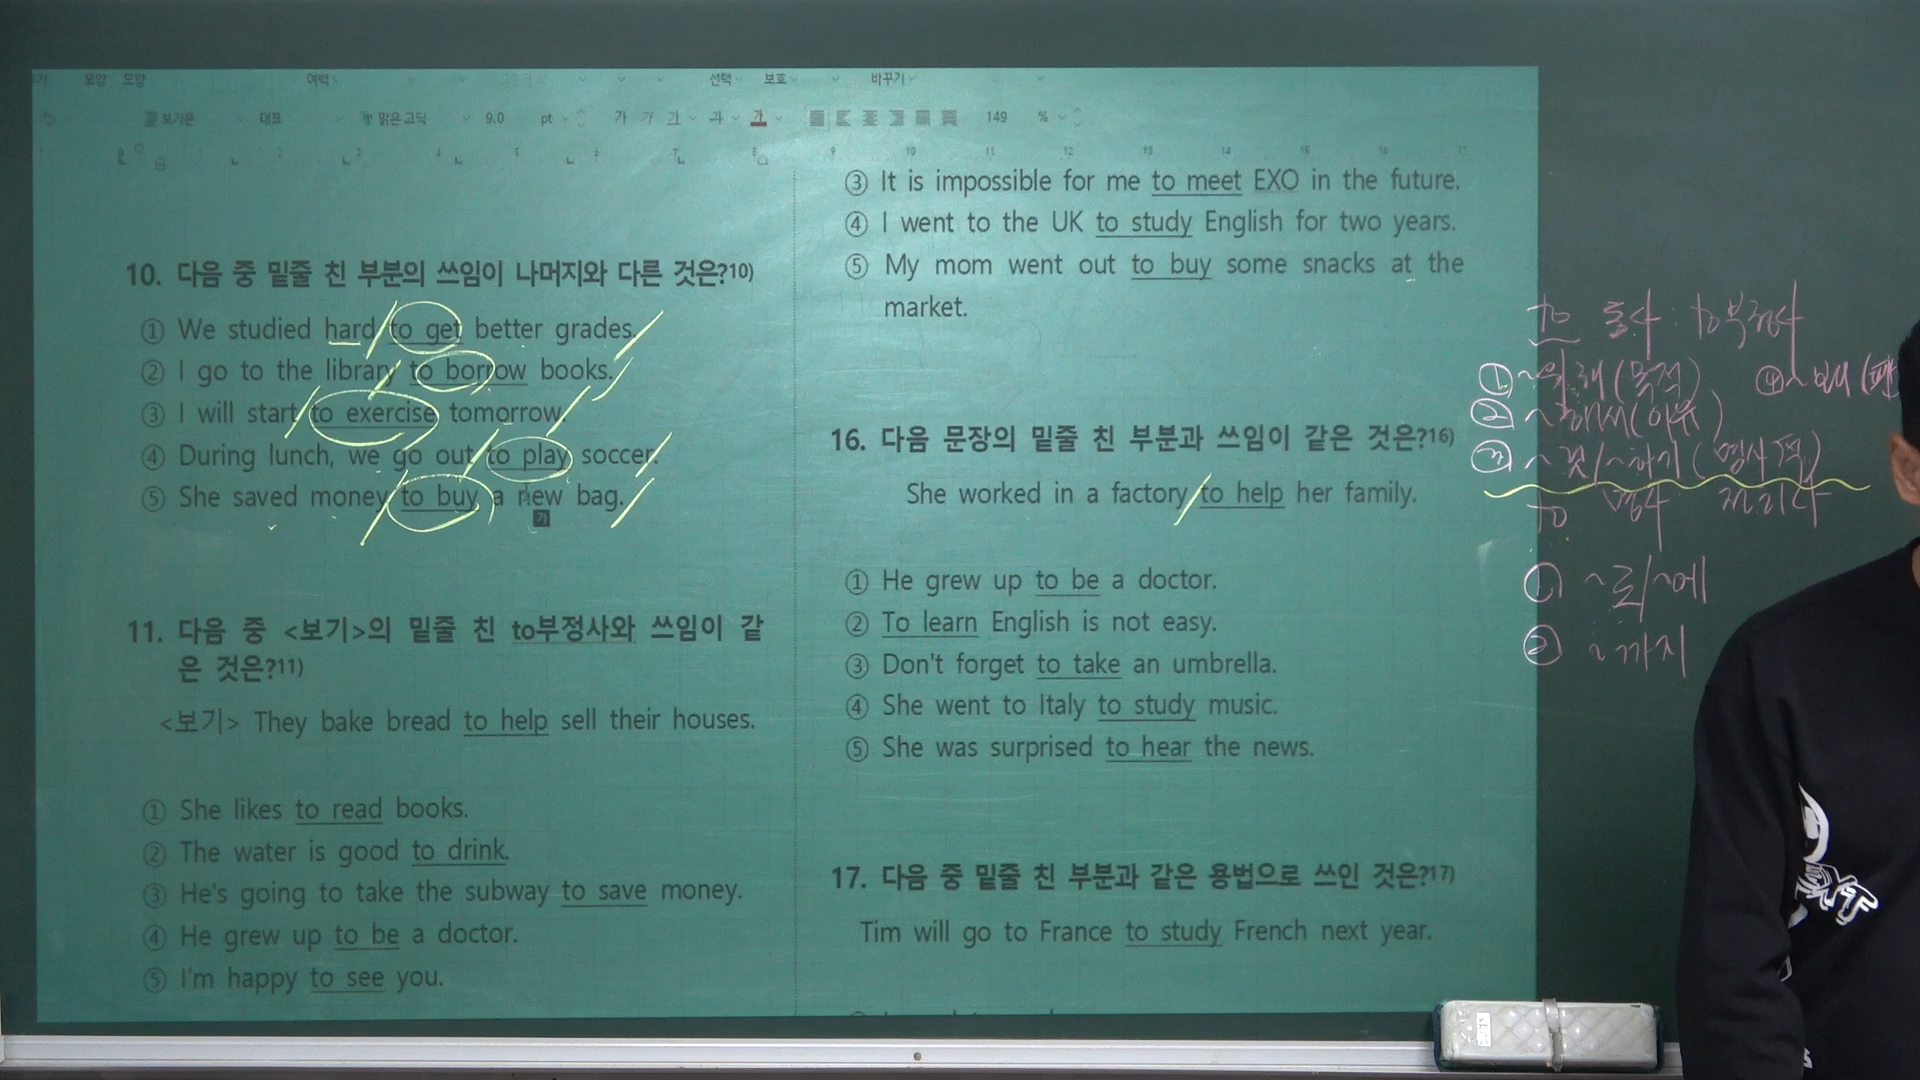 모양 모양 여백 선택 보호 바꾸기
보기문 대표 맑은 고딕 9.0 pt 가 가 가 가 가 149 %
10. 다음 중 밑줄 친 부분의 쓰임이 나머지와 다른 것은?10)
① We studied hard to get better grades.
② I go to the library to borrow books.
③ I will start to exercise tomorrow.
④ During lunch, we go out to play soccer.
⑤ She saved money to buy a new bag.
가
11. 다음 중 <보기>의 밑줄 친 to부정사와 쓰임이 같
은 것은?11)
<보기> They bake bread to help sell their houses.
① She likes to read books.
② The water is good to drink.
③ He's going to take the subway to save money.
④ He grew up to be a doctor.
⑤ I'm happy to see you.
③ It is impossible for me to meet EXO in the future.
④ I went to the UK to study English for two years.
⑤ My mom went out to buy some snacks at the
market.
16. 다음 문장의 밑줄 친 부분과 쓰임이 같은 것은?16)
She worked in a factory to help her family.
① He grew up to be a doctor.
② To learn English is not easy.
③ Don't forget to take an umbrella.
④ She went to Italy to study music.
⑤ She was surprised to hear the news.
17. 다음 중 밑줄 친 부분과 같은 용법으로 쓰인 것은?17)
Tim will go to France to study French next year.
to 동사 to부정사
① ~위해(목적) ④
② ~해서(이유)
③ ~것/~하기(명사적)
to 명사 전치사
① ~로/~에
② ~까지